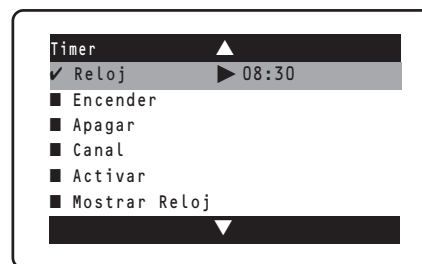 Timer
Reloj 08:30
Encender
Apagar
Canal
Activar
Mostrar Reloj